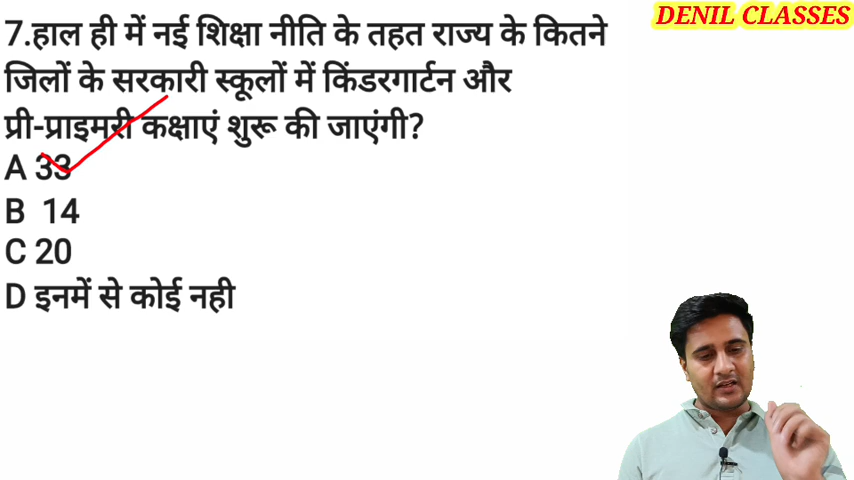 DENIL CLASSES
7.हाल ही में नई शिक्षा नीति के तहत राज्य के कितने
जिलों के सरकारी स्कूलों में किंडरगार्टन और
प्री-प्राइमरी कक्षाएं शुरू की जाएंगी?
A 33
B 14
C 20
D इनमें से कोई नही